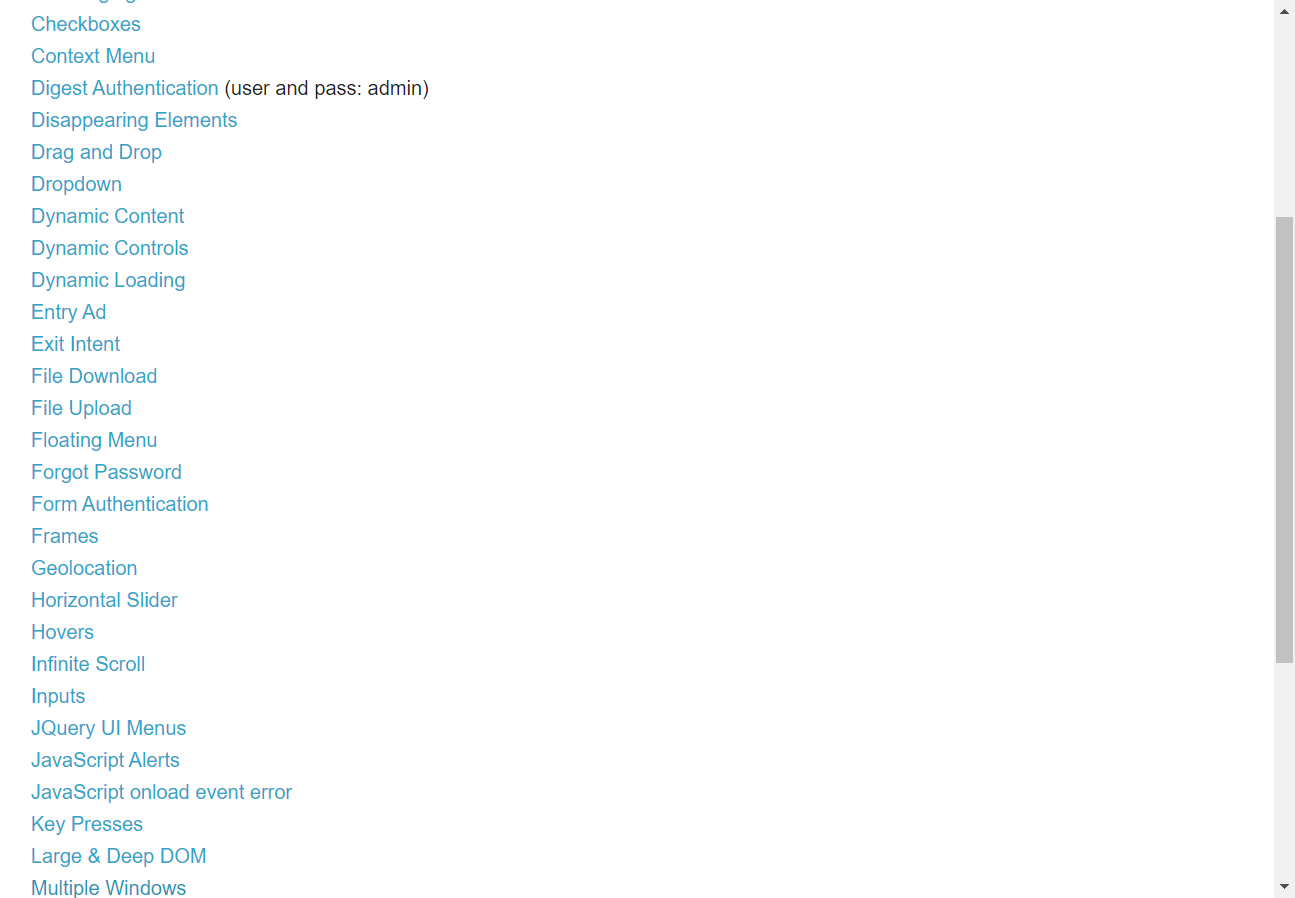 Checkboxes
Context Menu
Digest Authentication (user and pass: admin)
Disappearing Elements
Drag and Drop
Dropdown
Dynamic Content
Dynamic Controls
Dynamic Loading
Entry Ad
Exit Intent
File Download
File Upload
Floating Menu
Forgot Password
Form Authentication
Frames
Geolocation
Horizontal Slider
Hovers
Infinite Scroll
Inputs
JQuery UI Menus
JavaScript Alerts
JavaScript onload event error
Key Presses
Large & Deep DOM
Multiple Windows